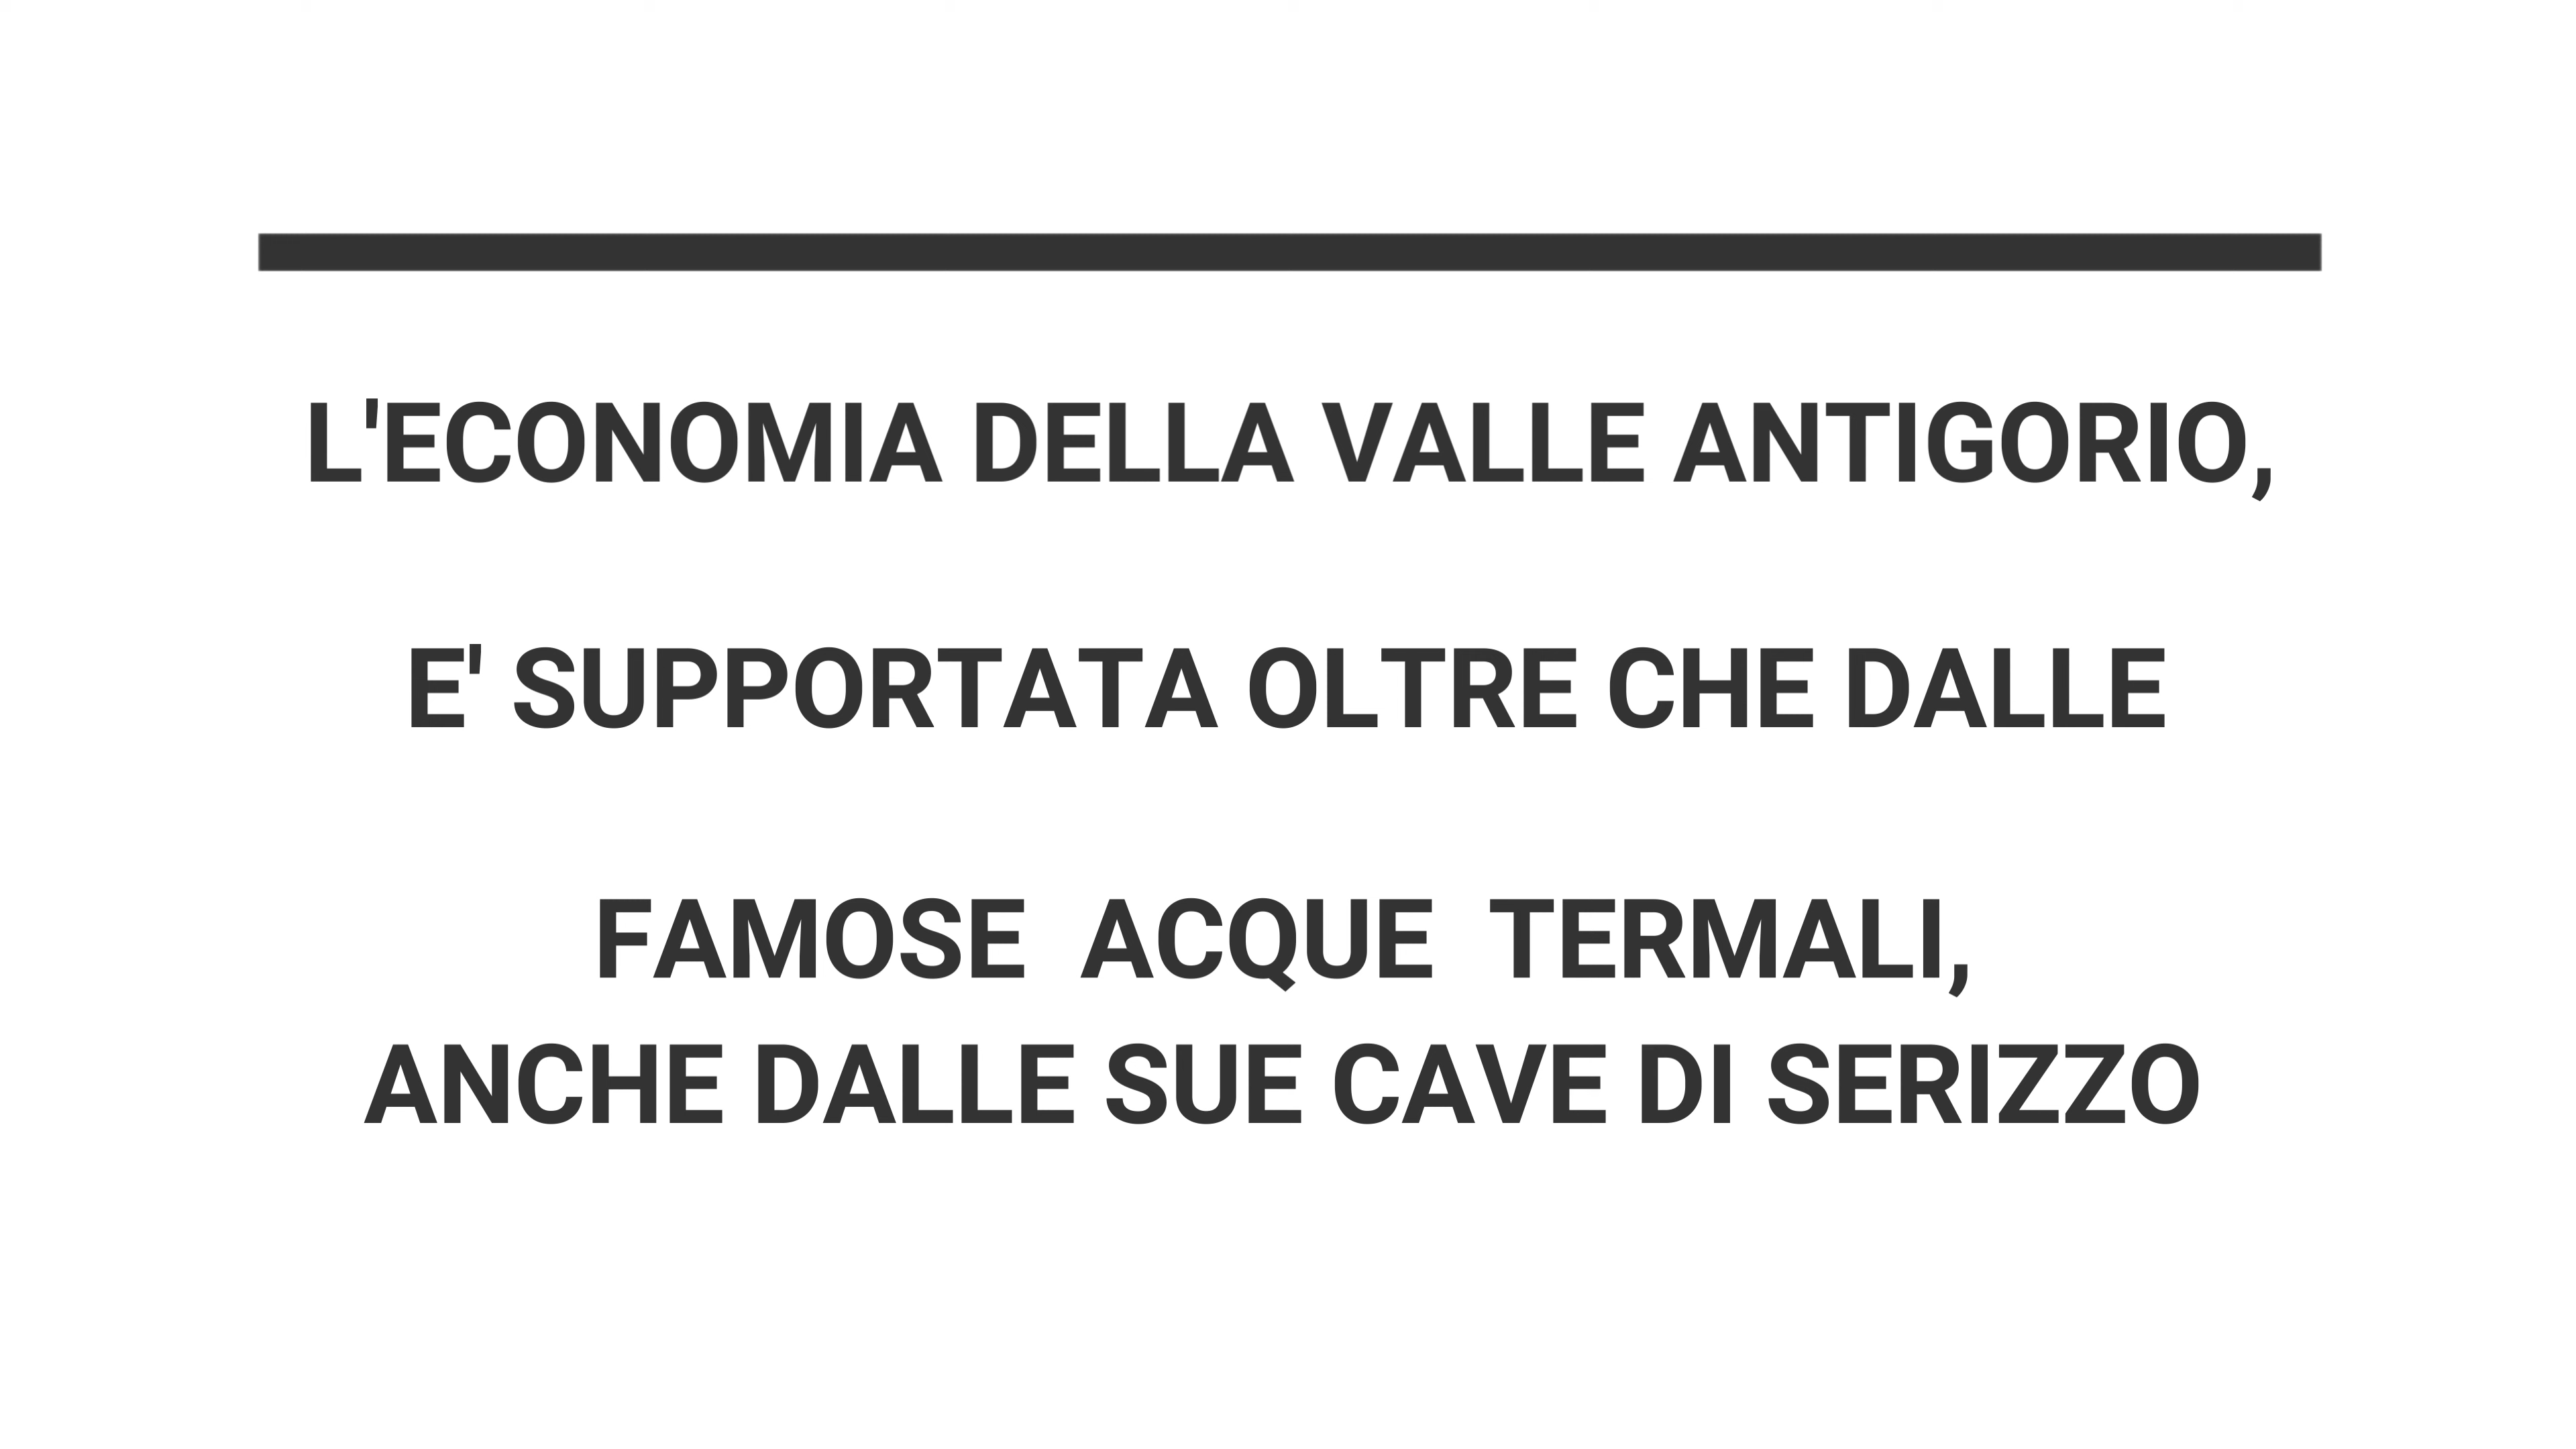 L'ECONOMIA DELLA VALLE ANTIGORIO,
E' SUPPORTATA OLTRE CHE DALLE
FAMOSE  ACQUE  TERMALI,
ANCHE DALLE SUE CAVE DI SERIZZO